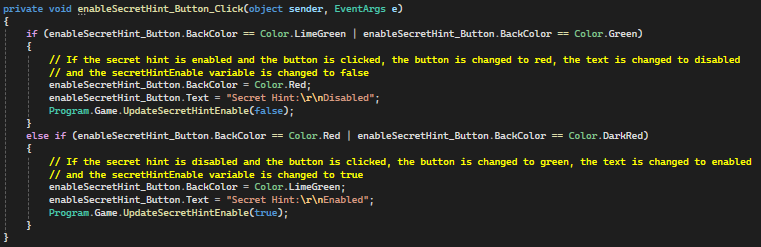 private void enableSecretHint_Button_Click(object sender, EventArgs e)
{
if (enableSecretHint_Button.BackColor == Color.LimeGreen | enableSecretHint_Button.BackColor == Color.Green)
{
// If the secret hint is enabled and the button is clicked, the button is changed to red, the text is changed to disabled
// and the secretHintEnable variable is changed to false
enableSecretHint_Button.BackColor = Color.Red;
enableSecretHint_Button.Text = "Secret Hint:\r\nDisabled";
Program.Game.UpdateSecretHintEnable(false);
}
else if (enableSecretHint_Button.BackColor == Color.Red | enableSecretHint_Button.BackColor == Color.DarkRed)
{
// If the secret hint is disabled and the button is clicked, the button is changed to green, the text is changed to enabled
// and the secretHintEnable variable is changed to true
enableSecretHint_Button.BackColor = Color.LimeGreen;
enableSecretHint_Button.Text = "Secret Hint:\r\nEnabled";
Program.Game.UpdateSecretHintEnable(true);
}
}